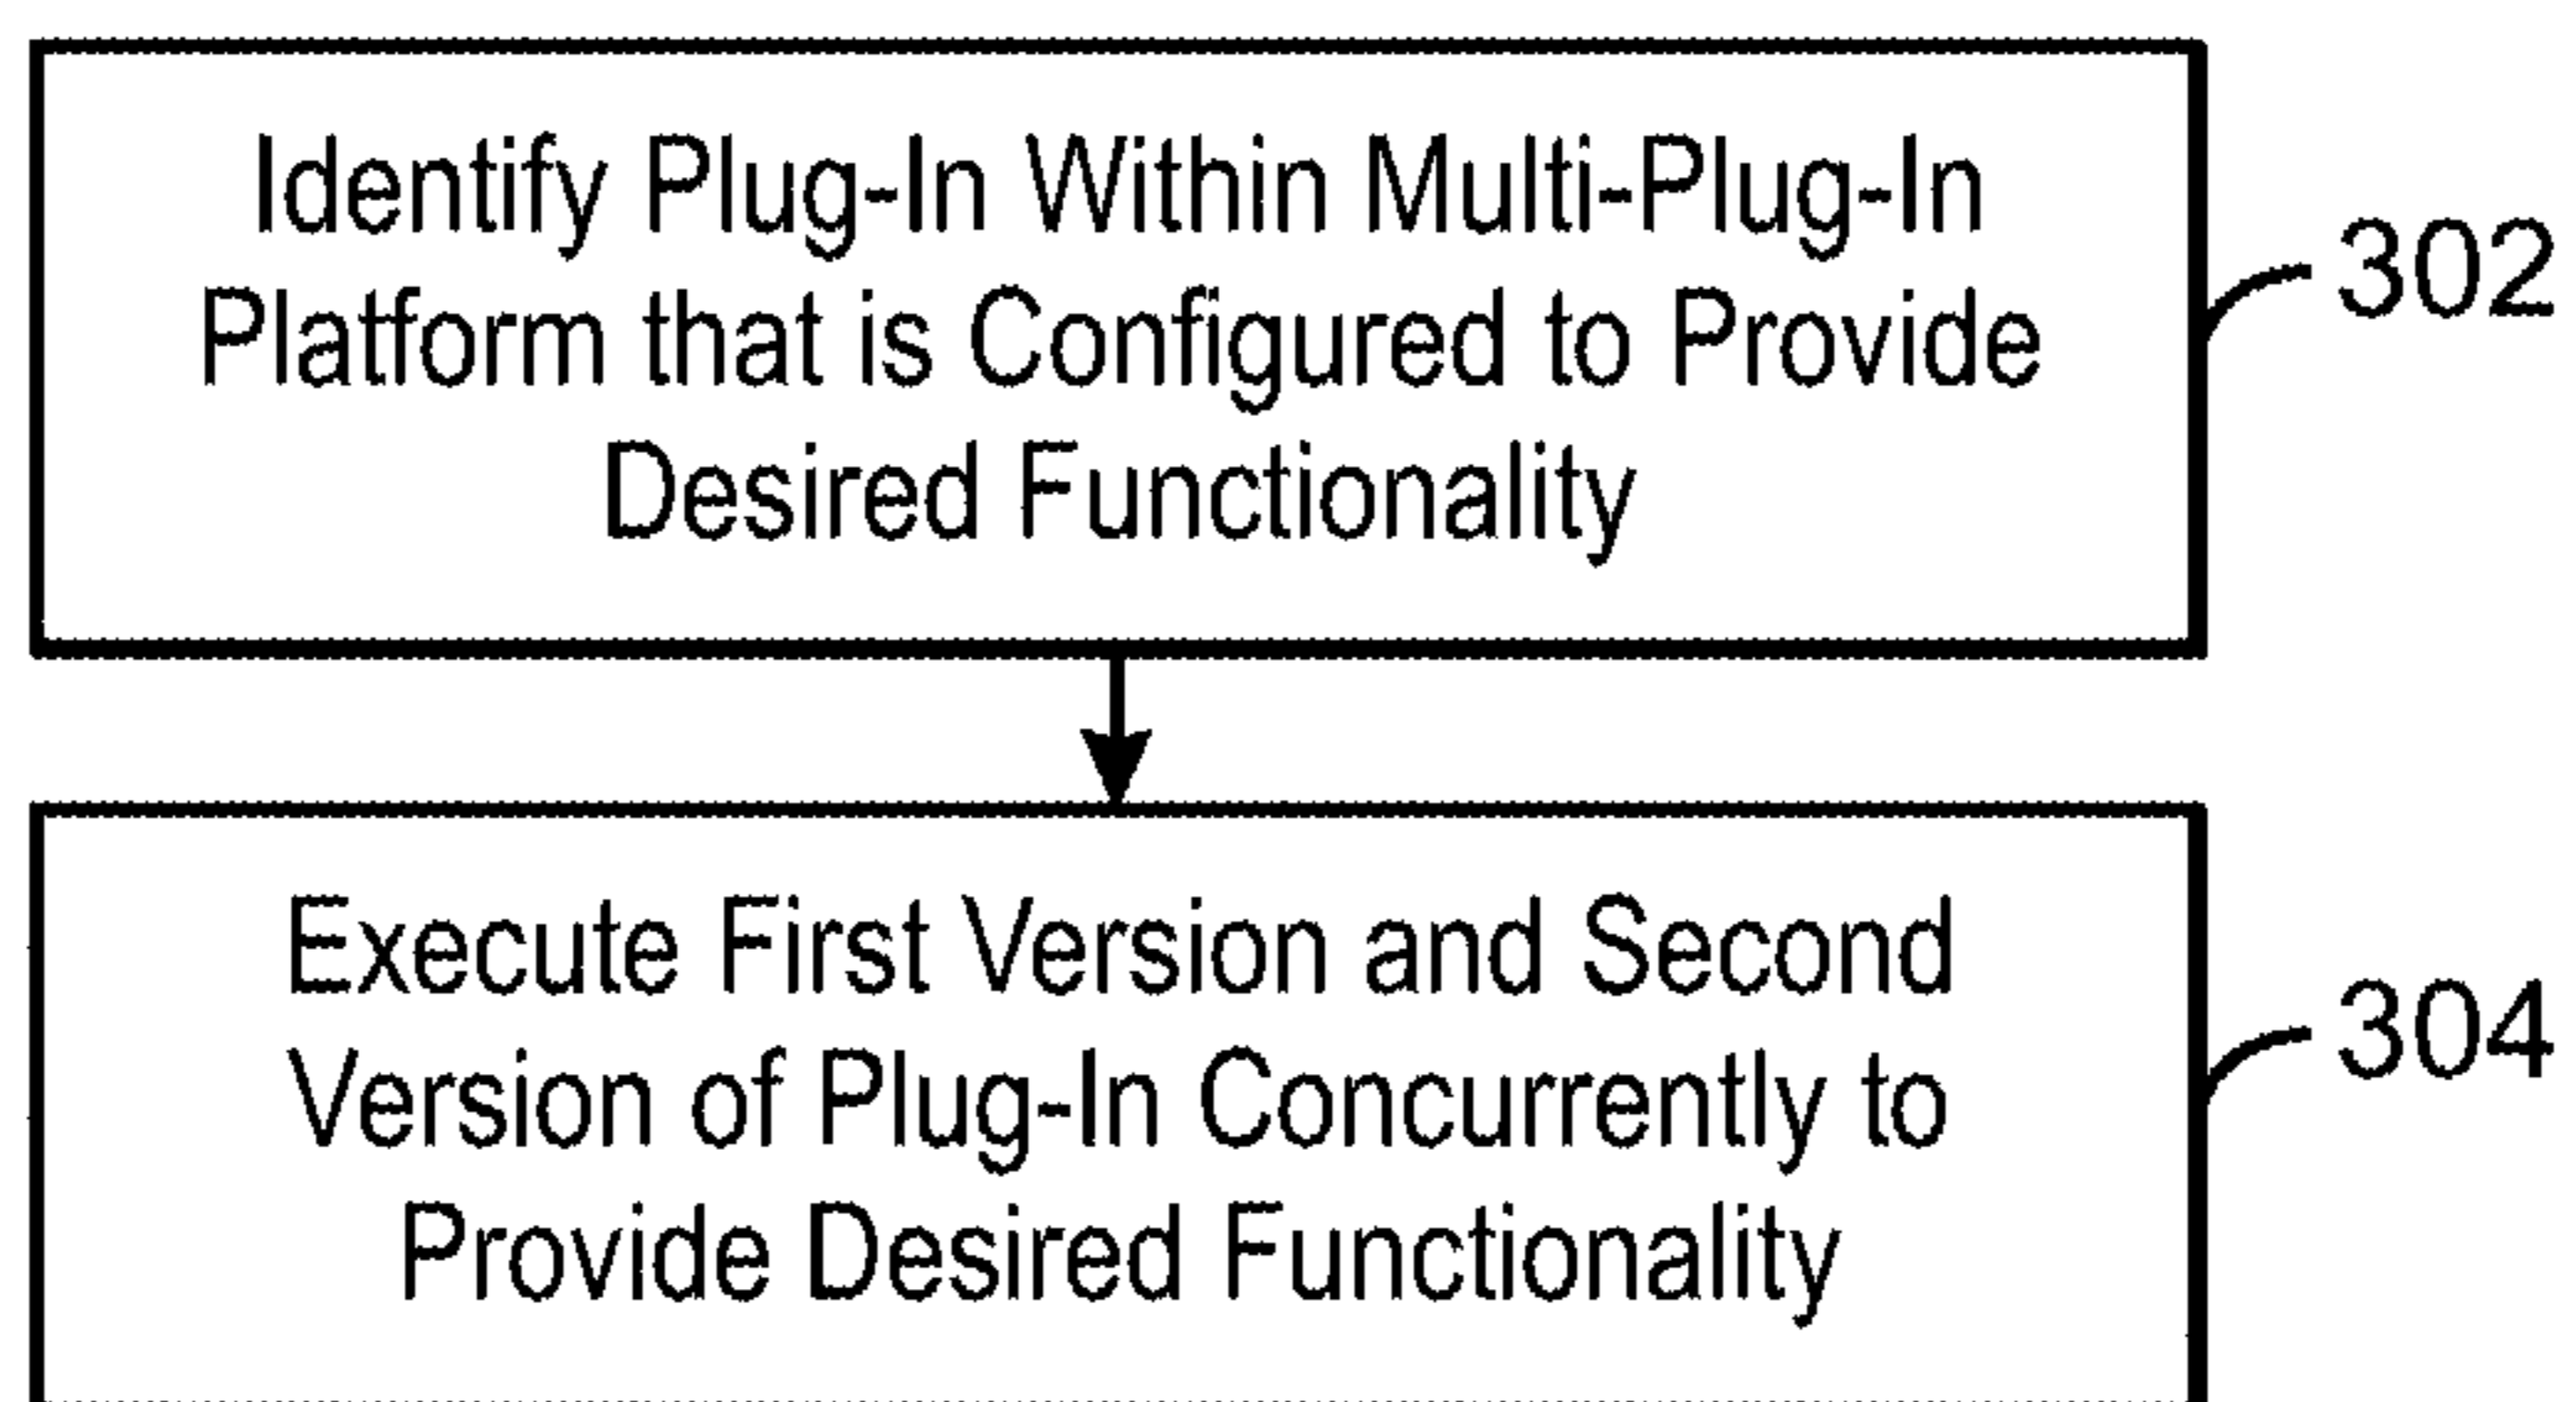 Identify Plug-In Within Multi-Plug-In
Platform that is Configured to Provide
Desired Functionality
302
Execute First Version and Second
Version of Plug-In Concurrently to
Provide Desired Functionality
304